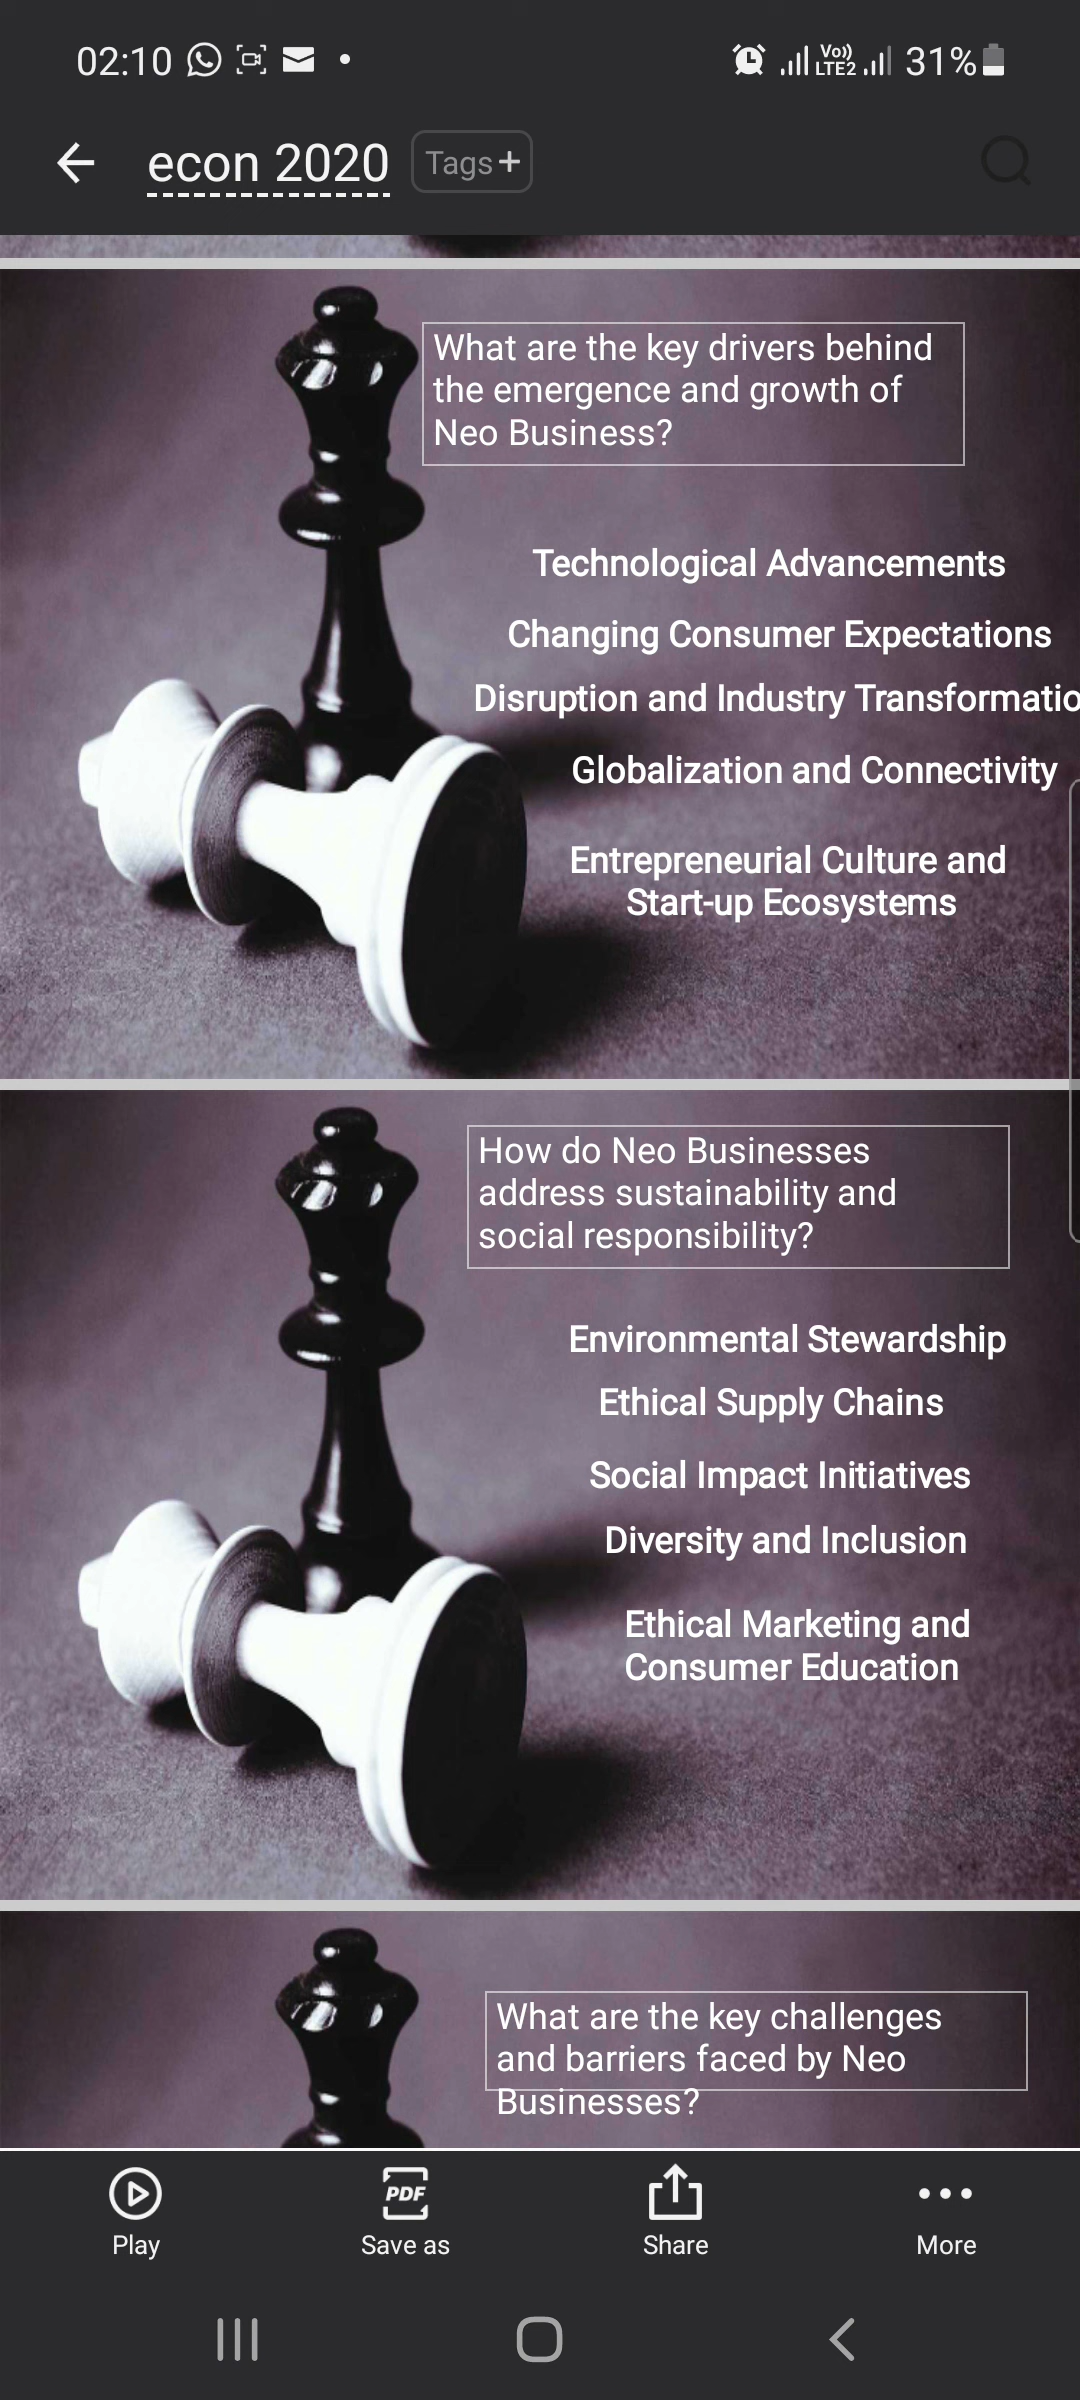 02:10
Vo))
LTE2
31%
econ 2020
Tags+
What are the key drivers behind
the emergence and growth of
Neo Business?
Technological Advancements
Changing Consumer Expectations
Disruption and Industry Transformatio
Globalization and Connectivity
Entrepreneurial Culture and
Start-up Ecosystems
How do Neo Businesses
address sustainability and
social responsibility?
Environmental Stewardship
Ethical Supply Chains
Social Impact Initiatives
Diversity and Inclusion
Ethical Marketing and
Consumer Education
What are the key challenges
and barriers faced by Neo
Businesses?
Play
PDF
Save as
Share
More